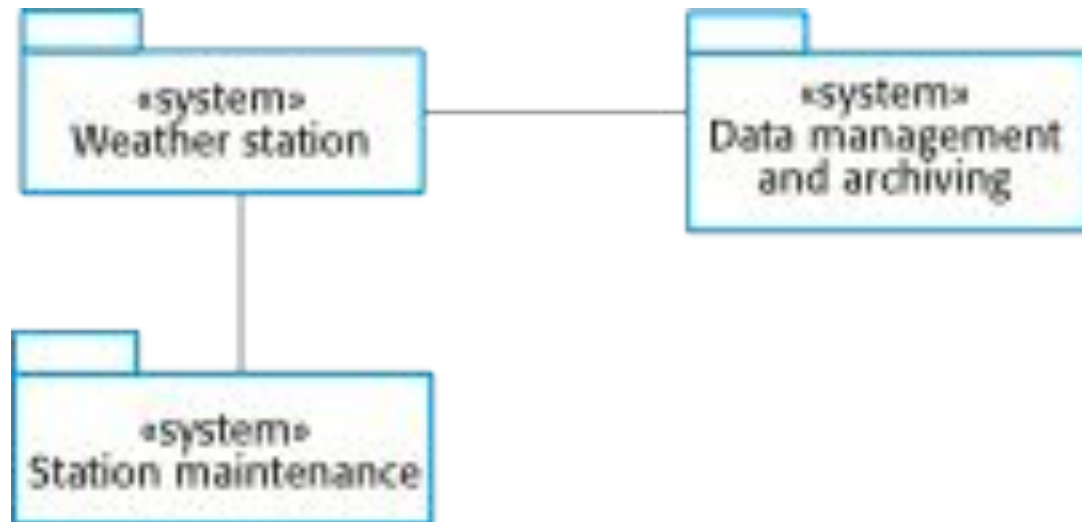 «system»
Weather station
«system»
Data management
and archiving
«system»
Station maintenance